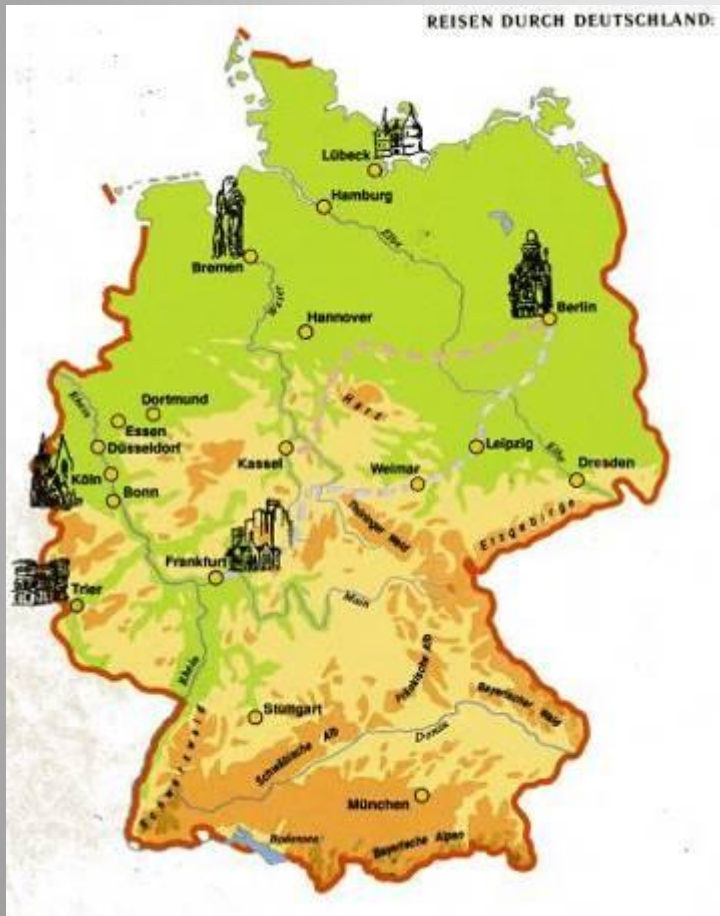 REISEN DURCH DEUTSCHLAND:
Lübeck
Hamburg
Elbe
Bremen
Weser
Berlin
Hannover
Rhein
Dortmund
Harz
Essen
Düsseldorf
Leipzig
Elbe
Kassel
Weimar
Dresden
Köln
Bonn
Thüringer Wald
Erzgebirge
Frankfurt
Trier
Main
Rhein
Fränkische Alb
Bayerischer Wald
Stuttgart
Schwarzwald
Schwäbische Alb
Donau
München
Bodensee
Bayerische Alpen